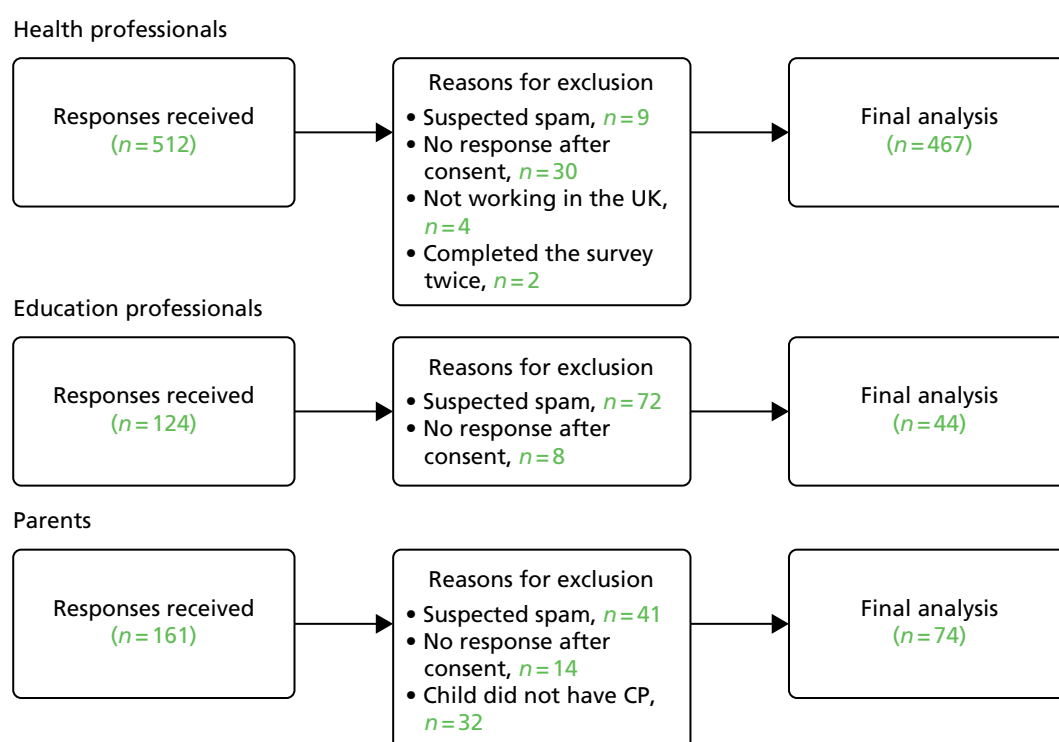 Health professionals
Responses received
(n=512)
Reasons for exclusion
• Suspected spam, n=9
• No response after
consent, n=30
• Not working in the UK,
n=4
• Completed the survey
twice, n=2
Final analysis
(n=467)
Education professionals
Responses received
(n=124)
Reasons for exclusion
• Suspected spam, n=72
• No response after
consent, n=8
Final analysis
(n=44)
Parents
Responses received
(n=161)
Reasons for exclusion
• Suspected spam, n=41
• No response after
consent, n=14
• Child did not have CP,
n=32
Final analysis
(n=74)